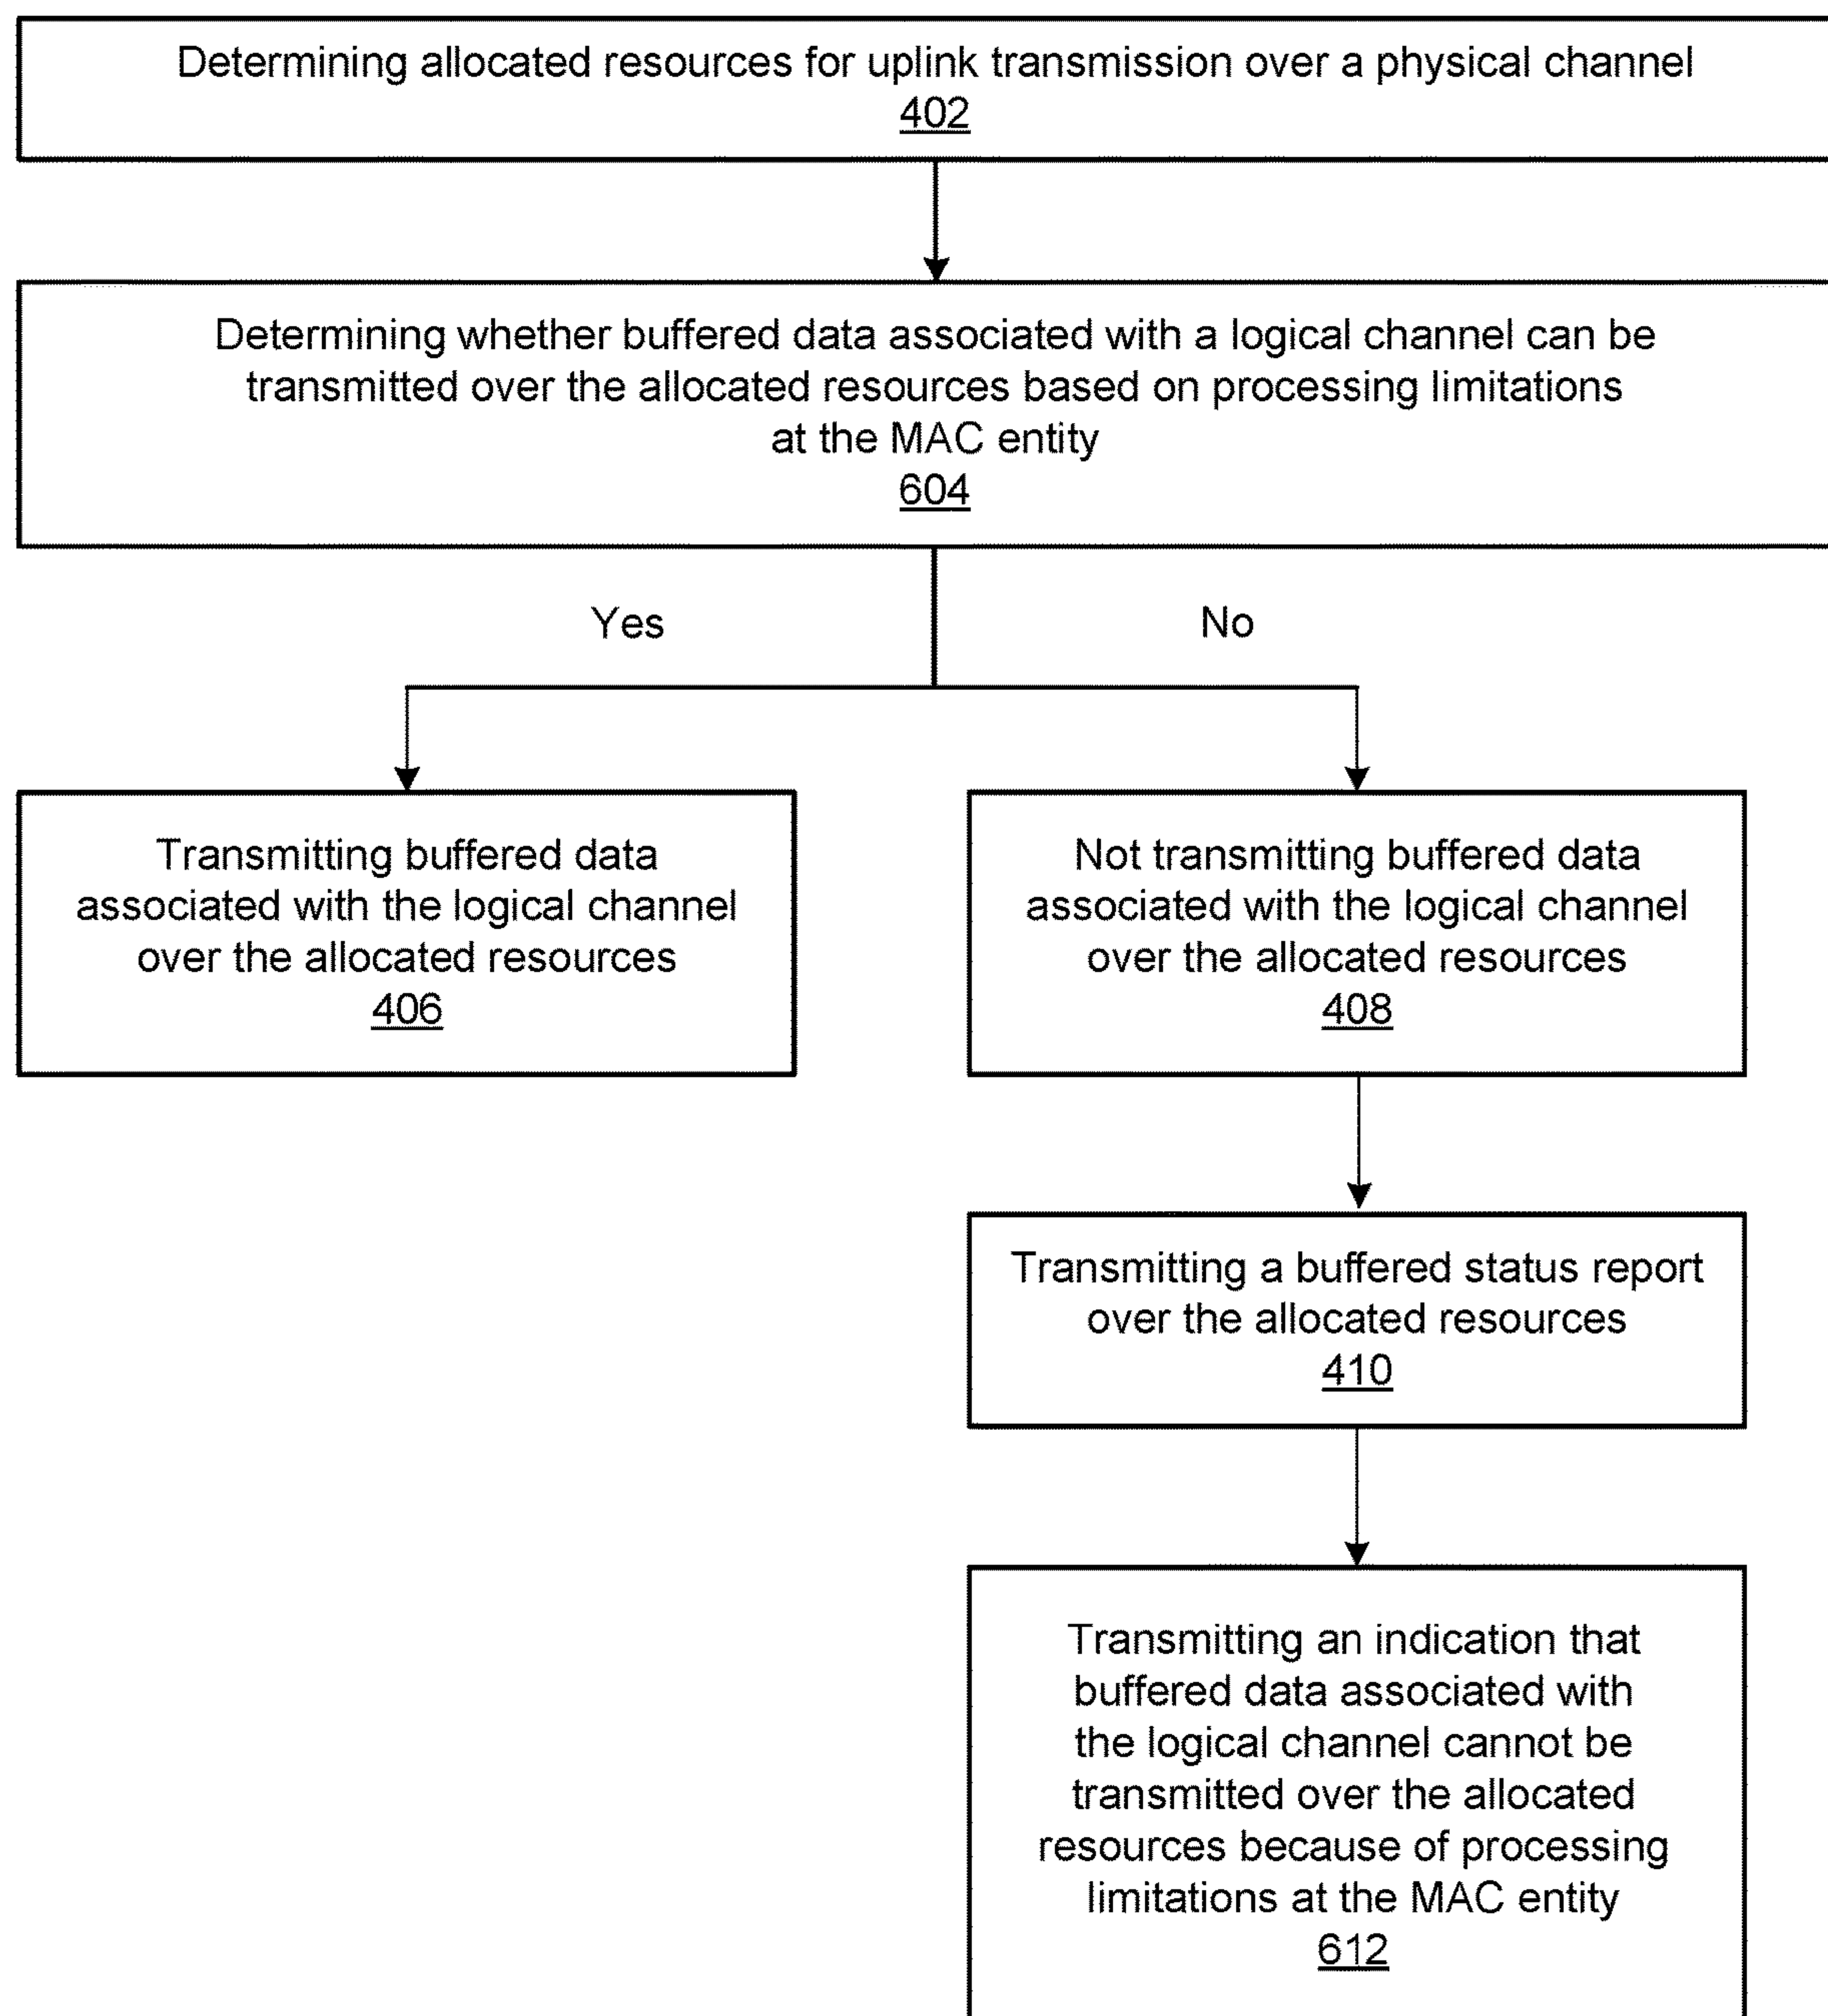 Determining allocated resources for uplink transmission over a physical channel
402
Determining whether buffered data associated with a logical channel can be
transmitted over the allocated resources based on processing limitations
at the MAC entity
604
Yes
No
Transmitting buffered data
associated with the logical channel
over the allocated resources
406
Not transmitting buffered data
associated with the logical channel
over the allocated resources
408
Transmitting a buffered status report
over the allocated resources
410
Transmitting an indication that
buffered data associated with
the logical channel cannot be
transmitted over the allocated
resources because of processing
limitations at the MAC entity
612